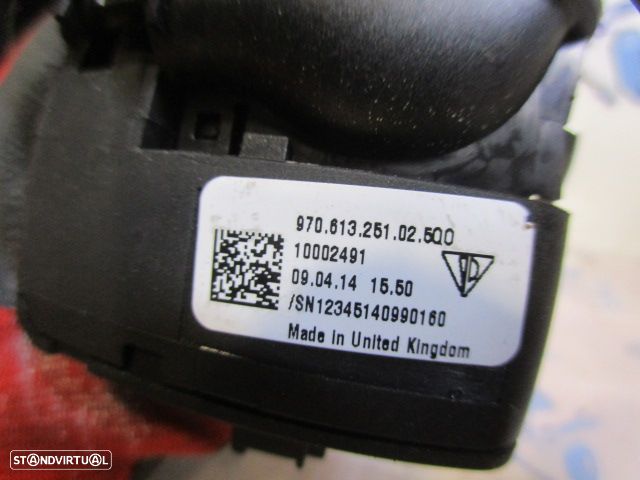 970.613.251.02.5Q0
10002491
09.04.14 15.50
/SN12345140990160
Made in United Kingdom
STANDVIRTUAL